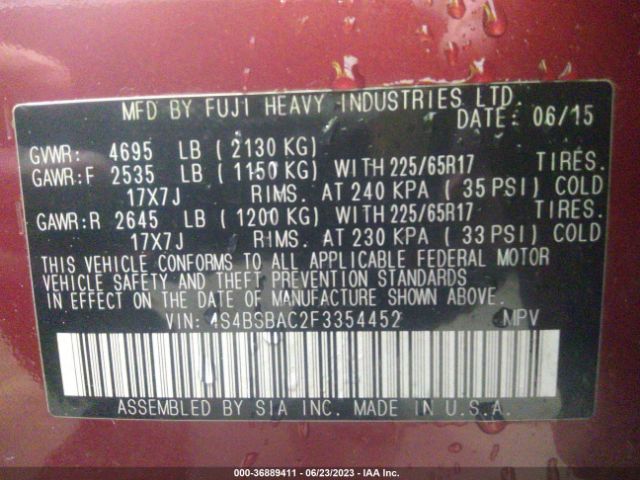 MFD BY FUJI HEAVY INDUSTRIES LTD.
DATE: 06/15
GVWR: 4695 LB ( 2130 KG)
GAWR:F 2535 LB ( 1150 KG) WITH 225/65R17 TIRES.
17X7J RIMS. AT 240 KPA ( 35 PSI) COLD
GAWR:R 2645 LB ( 1200 KG) WITH 225/65R17 TIRES.
17X7J RIMS. AT 230 KPA ( 33 PSI) COLD
THIS VEHICLE CONFORMS TO ALL APPLICABLE FEDERAL MOTOR
VEHICLE SAFETY AND THEFT PREVENTION STANDARDS
IN EFFECT ON THE DATE OF MANUFACTURE SHOWN ABOVE.
VIN: 4S4BSBAC2F3354452 MPV
ASSEMBLED BY SIA INC. MADE IN U.S.A.
000-36889411 - 06/23/2023 - IAA Inc.